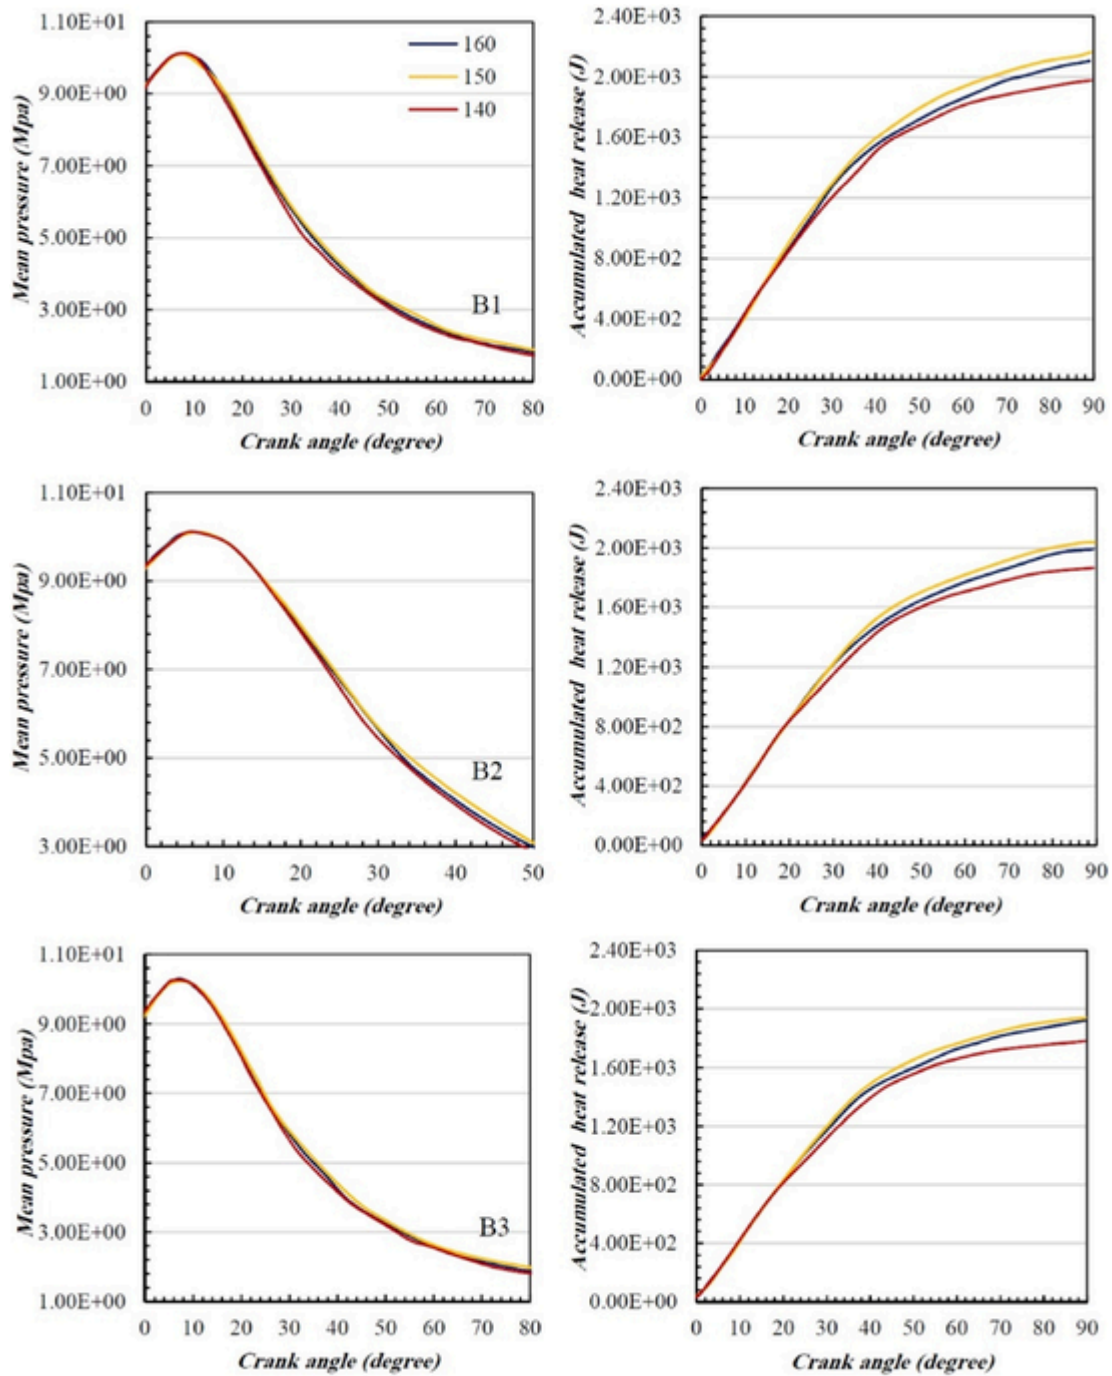 1.10E+01
9.00E+00
7.00E+00
5.00E+00
3.00E+00
1.00E+00
Mean pressure (Mpa)
160
150
140
B1
0 10 20 30 40 50 60 70 80
Crank angle (degree)
2.40E+03
2.00E+03
1.60E+03
1.20E+03
8.00E+02
4.00E+02
0.00E+00
Accumulated heat release (J)
0 10 20 30 40 50 60 70 80 90
Crank angle (degree)
1.10E+01
9.00E+00
7.00E+00
5.00E+00
3.00E+00
Mean pressure (Mpa)
B2
0 10 20 30 40 50
Crank angle (degree)
2.40E+03
2.00E+03
1.60E+03
1.20E+03
8.00E+02
4.00E+02
0.00E+00
Accumulated heat release (J)
0 10 20 30 40 50 60 70 80 90
Crank angle (degree)
1.10E+01
9.00E+00
7.00E+00
5.00E+00
3.00E+00
1.00E+00
Mean pressure (Mpa)
B3
0 10 20 30 40 50 60 70 80
Crank angle (degree)
2.40E+03
2.00E+03
1.60E+03
1.20E+03
8.00E+02
4.00E+02
0.00E+00
Accumulated heat release (J)
0 10 20 30 40 50 60 70 80 90
Crank angle (degree)